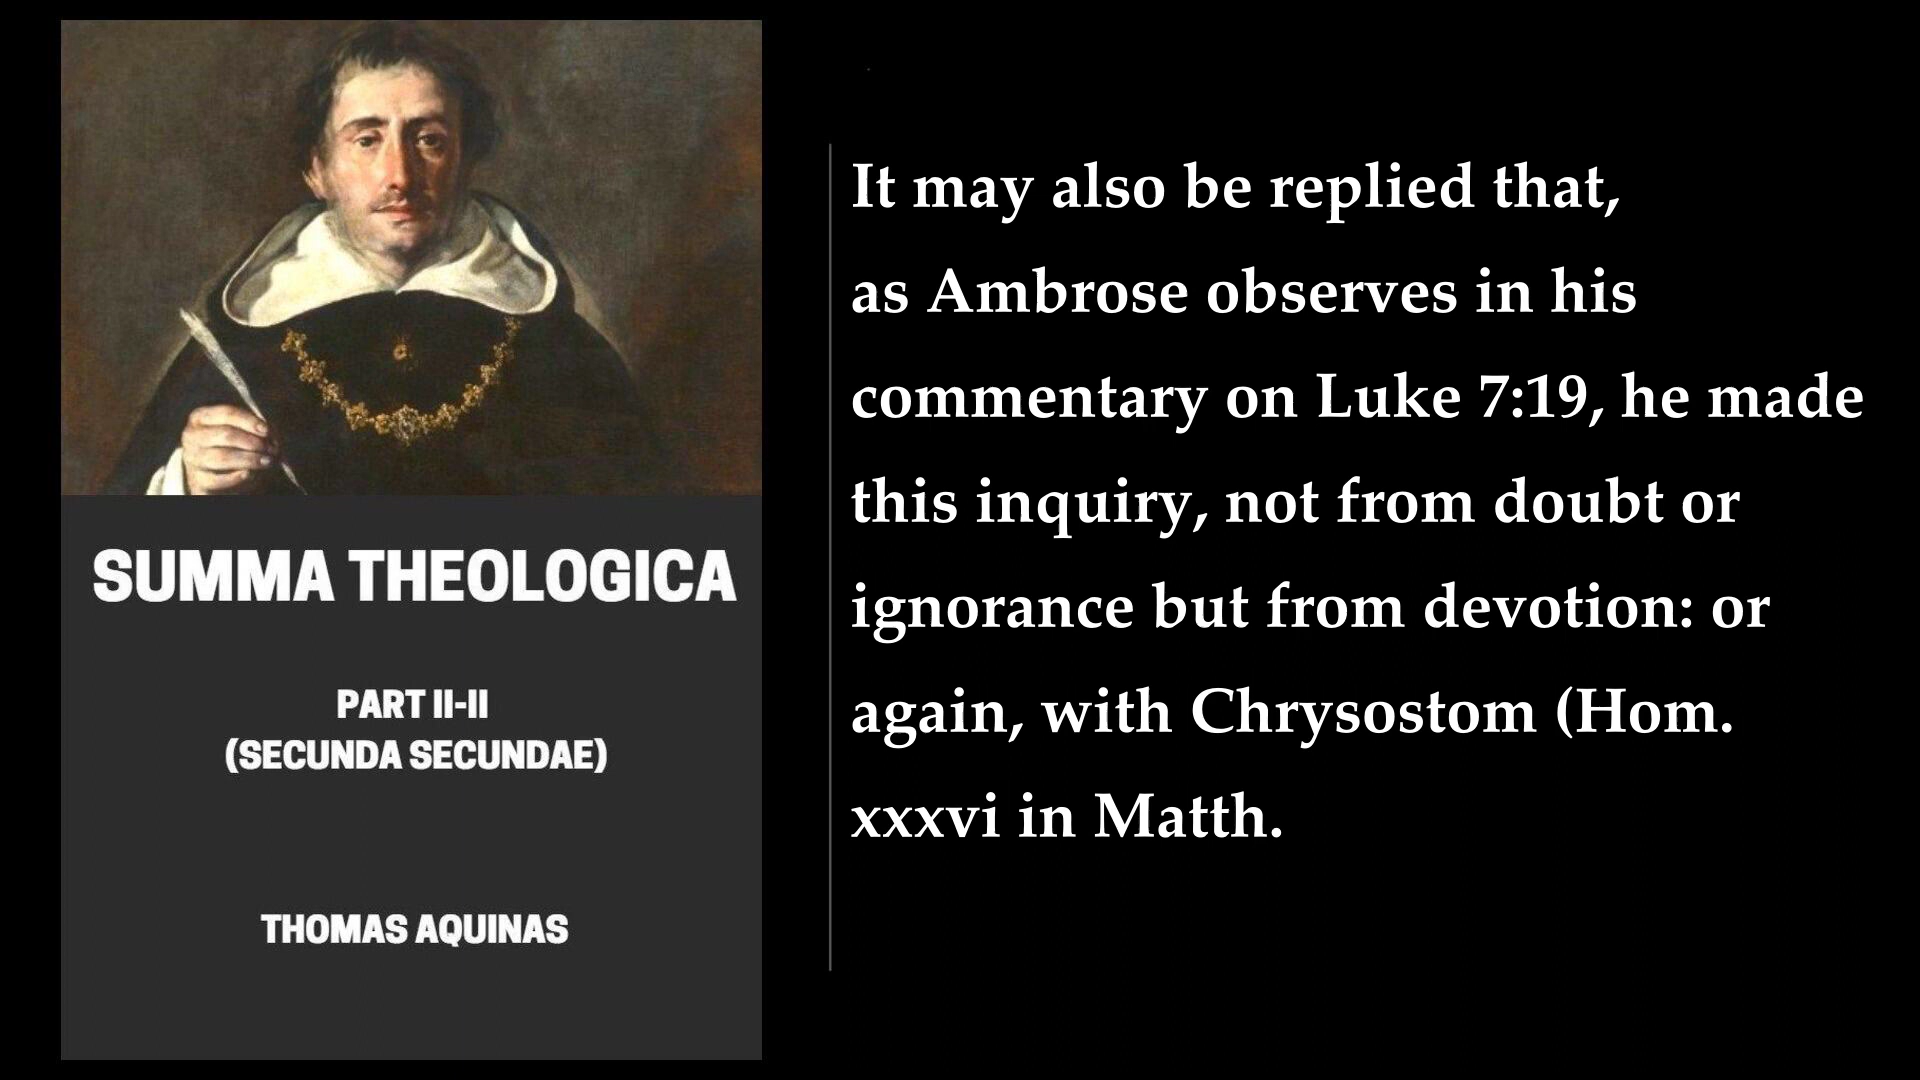 SUMMA THEOLOGICA
PART II-II
(SECUNDA SECUNDAE)
THOMAS AQUINAS
It may also be replied that,
as Ambrose observes in his
commentary on Luke 7:19, he made
this inquiry, not from doubt or
ignorance but from devotion: or
again, with Chrysostom (Hom.
xxxvi in Matth.